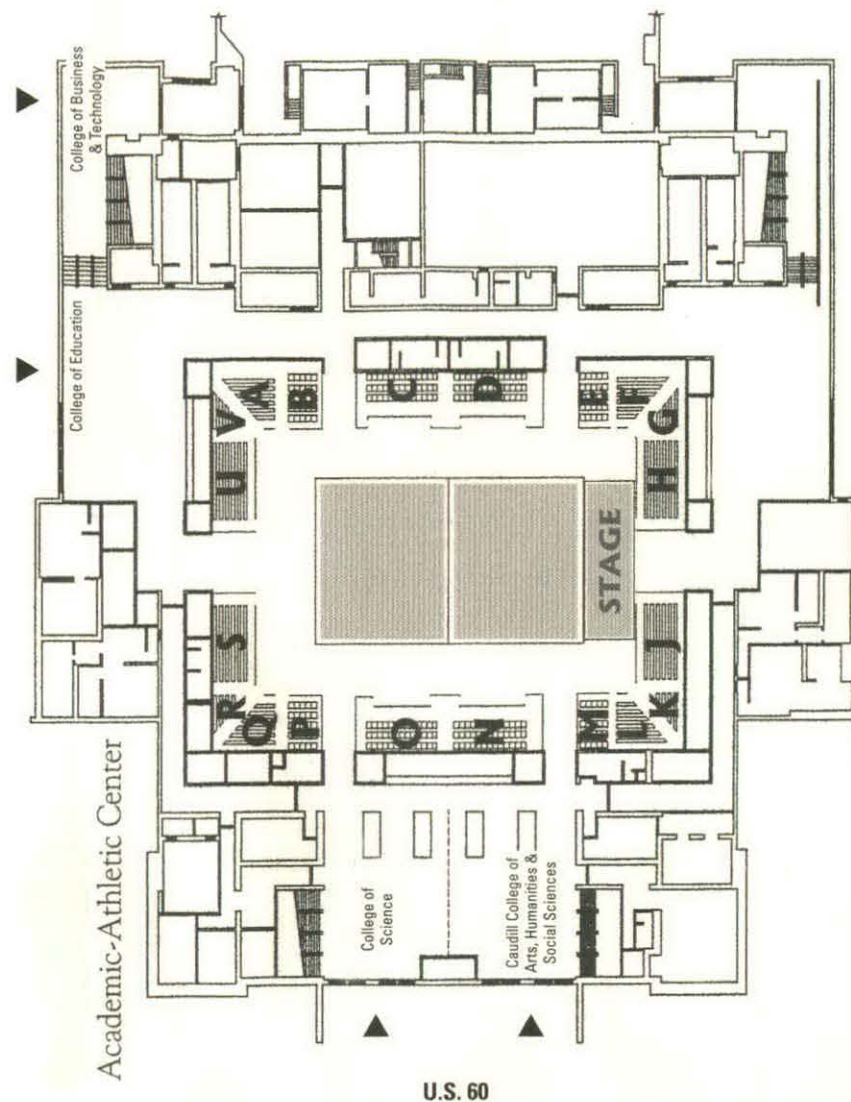 Academic-Athletic Center
College of Business
& Technology
College of Education
V
A
B
C
D
E
F
G
U
H
STAGE
S
J
R
Q
P
O
N
M
L
K
College of
Science
Caudill College of
Arts, Humanities &
Social Sciences
U.S. 60